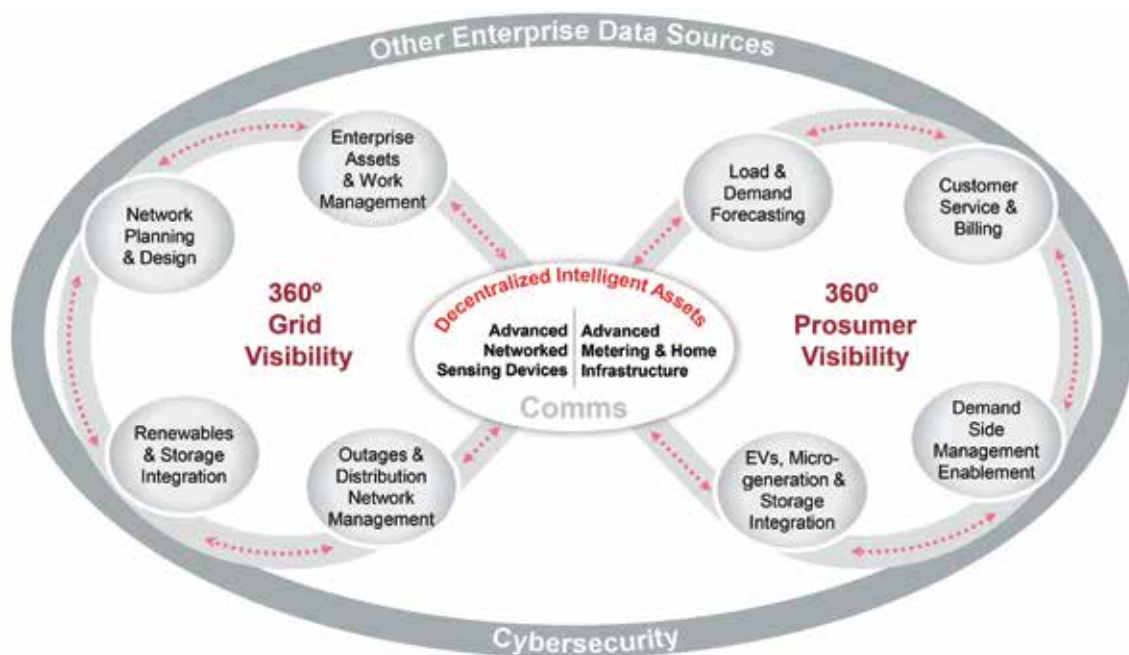 Other Enterprise Data Sources
Enterprise
Assets
& Work
Management
Network
Planning
& Design
360º
Grid
Visibility
Renewables
& Storage
Integration
Outages &
Distribution
Network
Management
Decentralized Intelligent Assets
Advanced
Networked
Sensing Devices
Advanced
Metering & Home
Infrastructure
Comms
Load &
Demand
Forecasting
Customer
Service &
Billing
360º
Prosumer
Visibility
Demand
Side
Management
Enablement
EVs, Micro-
generation &
Storage
Integration
Cybersecurity